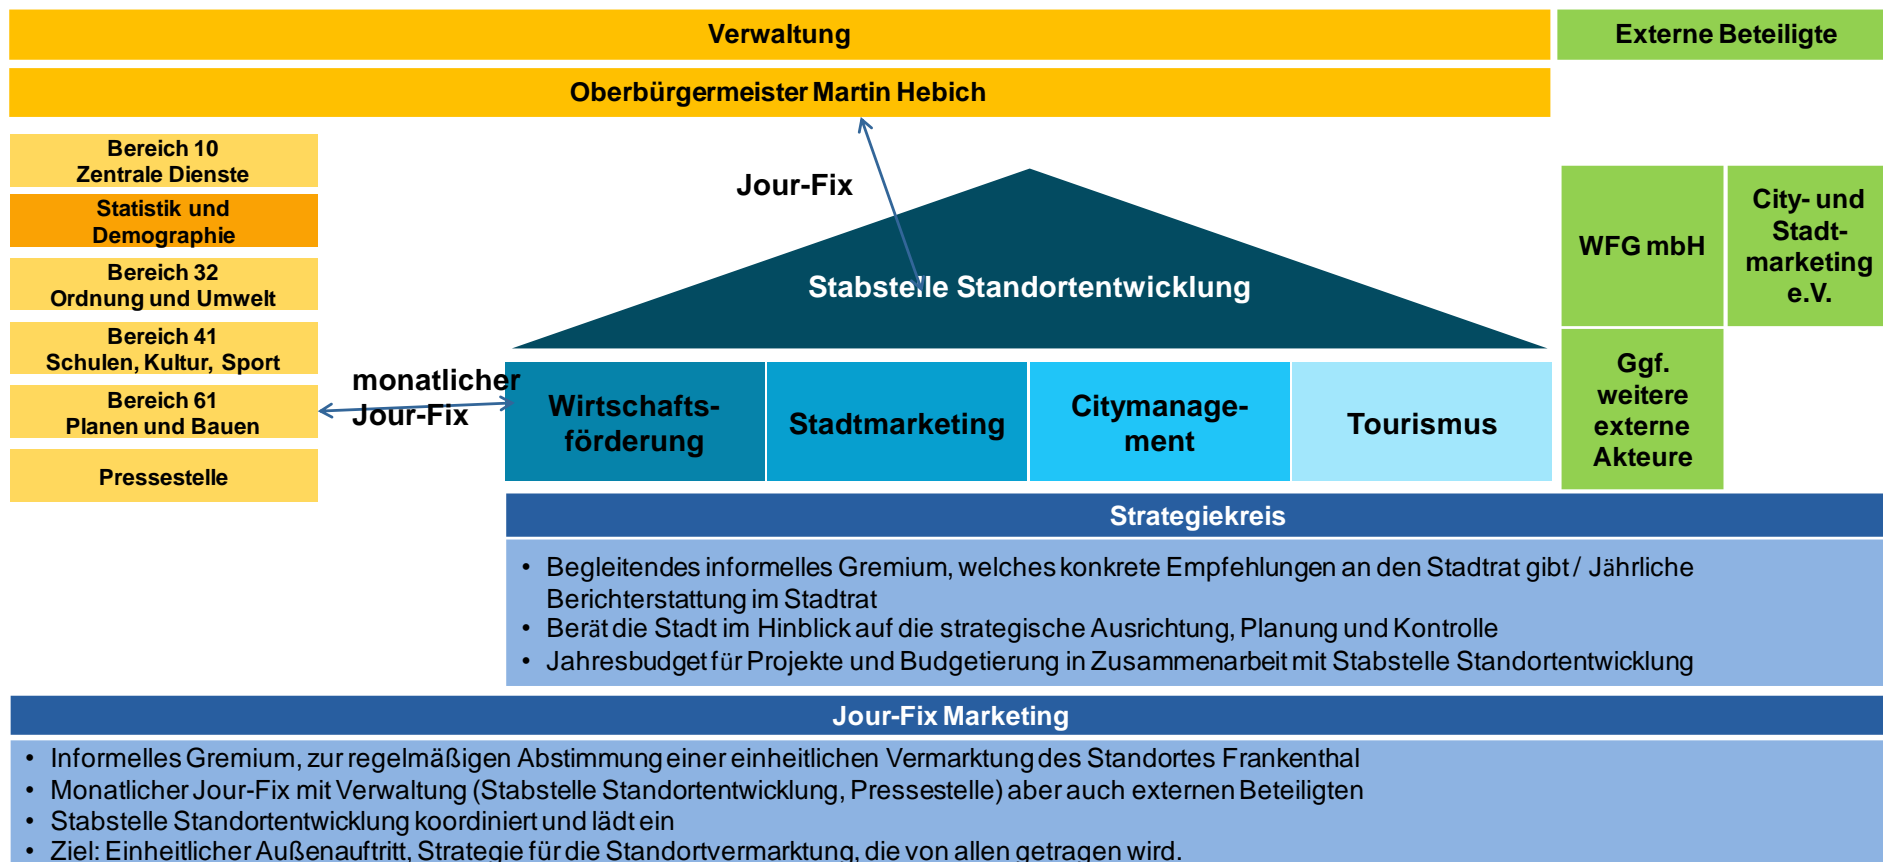 Verwaltung
Externe Beteiligte
Oberbürgermeister Martin Hebich
Bereich 10
Zentrale Dienste
Statistik und
Demographie
Bereich 32
Ordnung und Umwelt
Bereich 41
Schulen, Kultur, Sport
Bereich 61
Planen und Bauen
Pressestelle
monatlicher
Jour-Fix
Jour-Fix
Stabstelle Standortentwicklung
Wirtschafts-
förderung
Stadtmarketing
Citymanage-
ment
Tourismus
WFG mbH
City- und
Stadt-
marketing
e.V.
Ggf.
weitere
externe
Akteure
Strategiekreis
• Begleitendes informelles Gremium, welches konkrete Empfehlungen an den Stadtrat gibt / Jährliche
Berichterstattung im Stadtrat
• Berät die Stadt im Hinblick auf die strategische Ausrichtung, Planung und Kontrolle
• Jahresbudget für Projekte und Budgetierung in Zusammenarbeit mit Stabstelle Standortentwicklung
Jour-Fix Marketing
• Informelles Gremium, zur regelmäßigen Abstimmung einer einheitlichen Vermarktung des Standortes Frankenthal
• Monatlicher Jour-Fix mit Verwaltung (Stabstelle Standortentwicklung, Pressestelle) aber auch externen Beteiligten
• Stabstelle Standortentwicklung koordiniert und lädt ein
• Ziel: Einheitlicher Außenauftritt, Strategie für die Standortvermarktung, die von allen getragen wird.